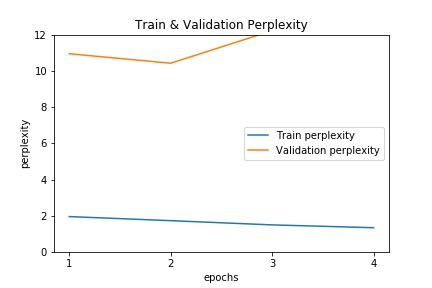 Train & Validation Perplexity
12
10
8
6
4
2
0
perplexity
Train perplexity
Validation perplexity
1 2 3 4
epochs